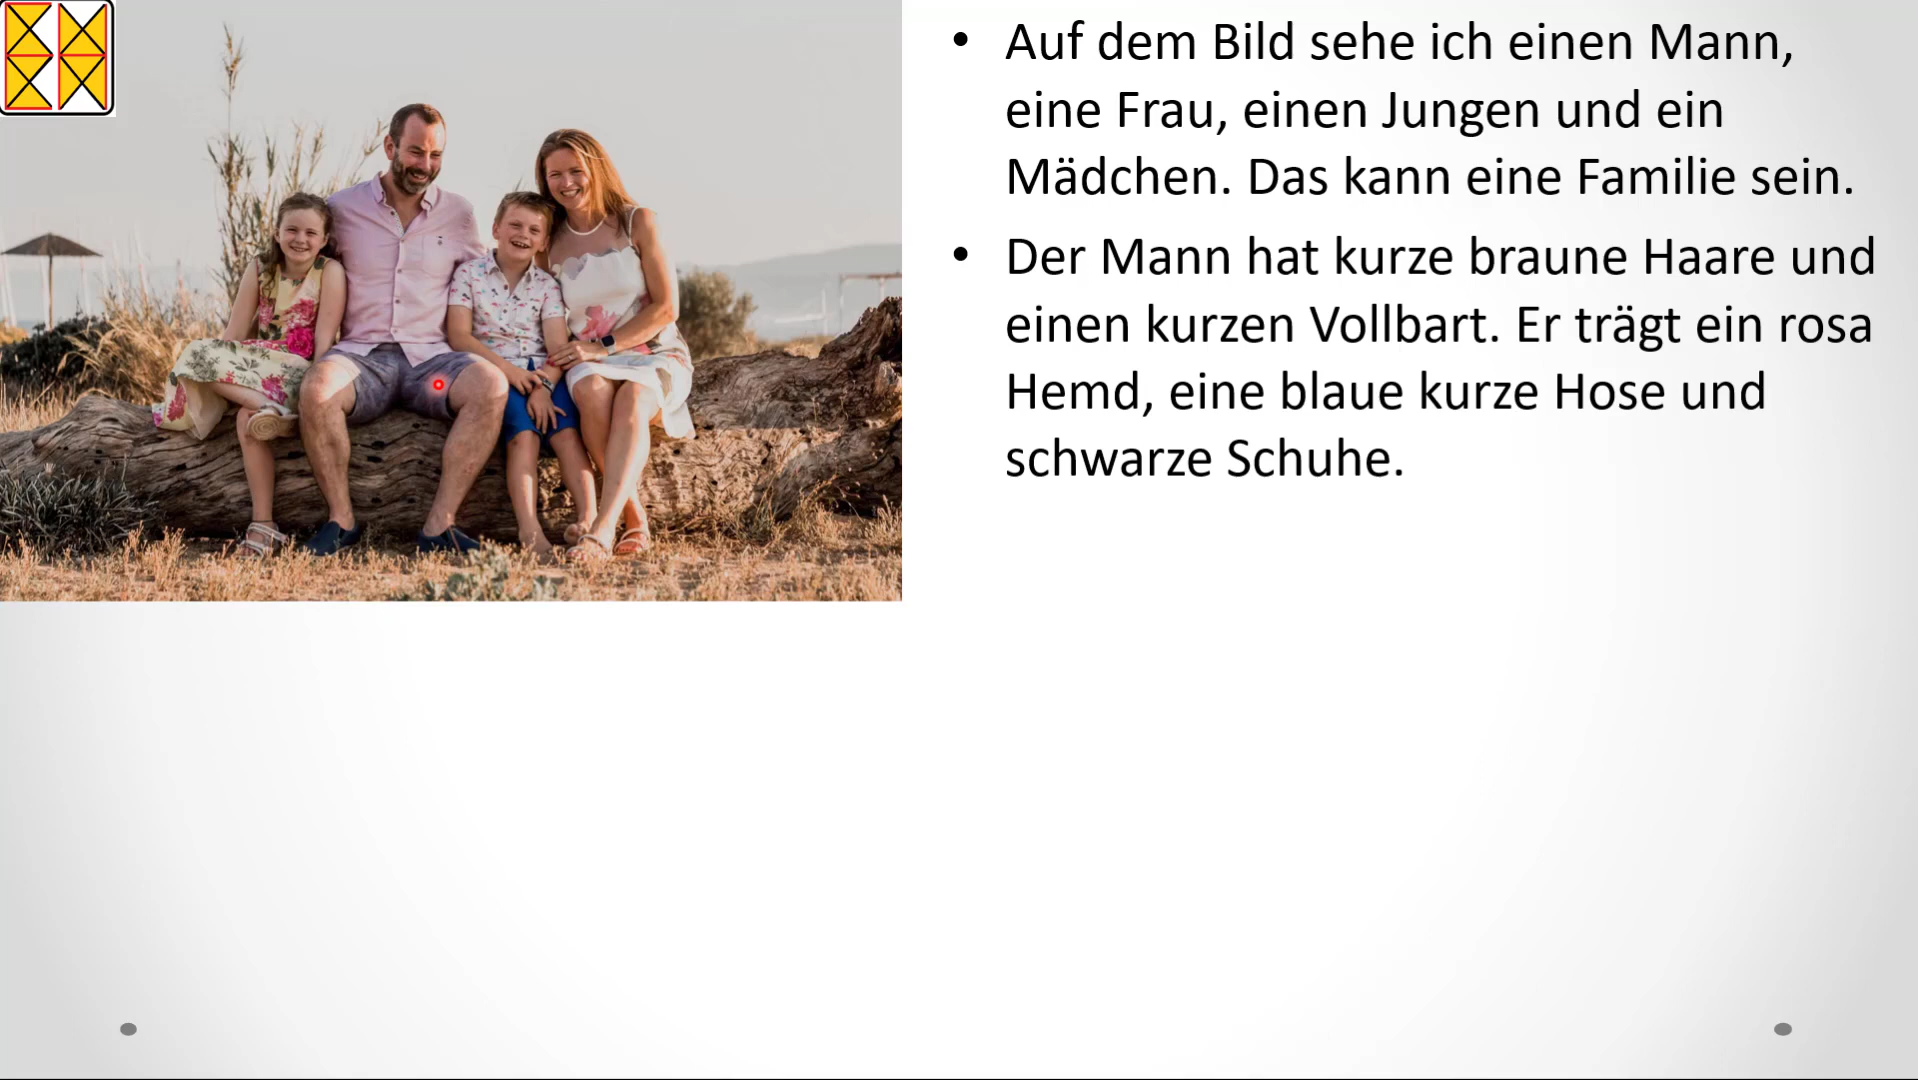 • Auf dem Bild sehe ich einen Mann,
eine Frau, einen Jungen und ein
Mädchen. Das kann eine Familie sein.
• Der Mann hat kurze braune Haare und
einen kurzen Vollbart. Er trägt ein rosa
Hemd, eine blaue kurze Hose und
schwarze Schuhe.